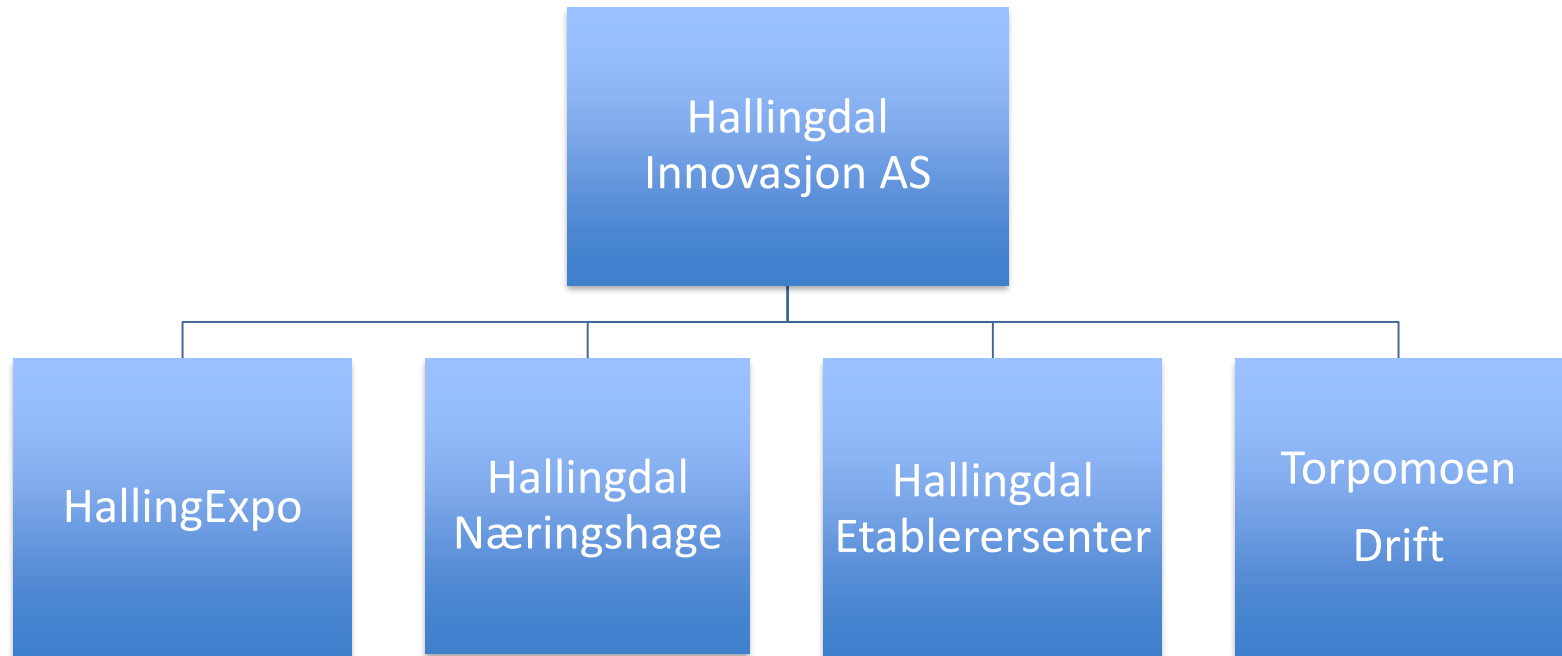 Hallingdal
Innovasjon AS
HallingExpo
Hallingdal
Næringshage
Hallingdal
Etablerersenter
Torpomoen
Drift